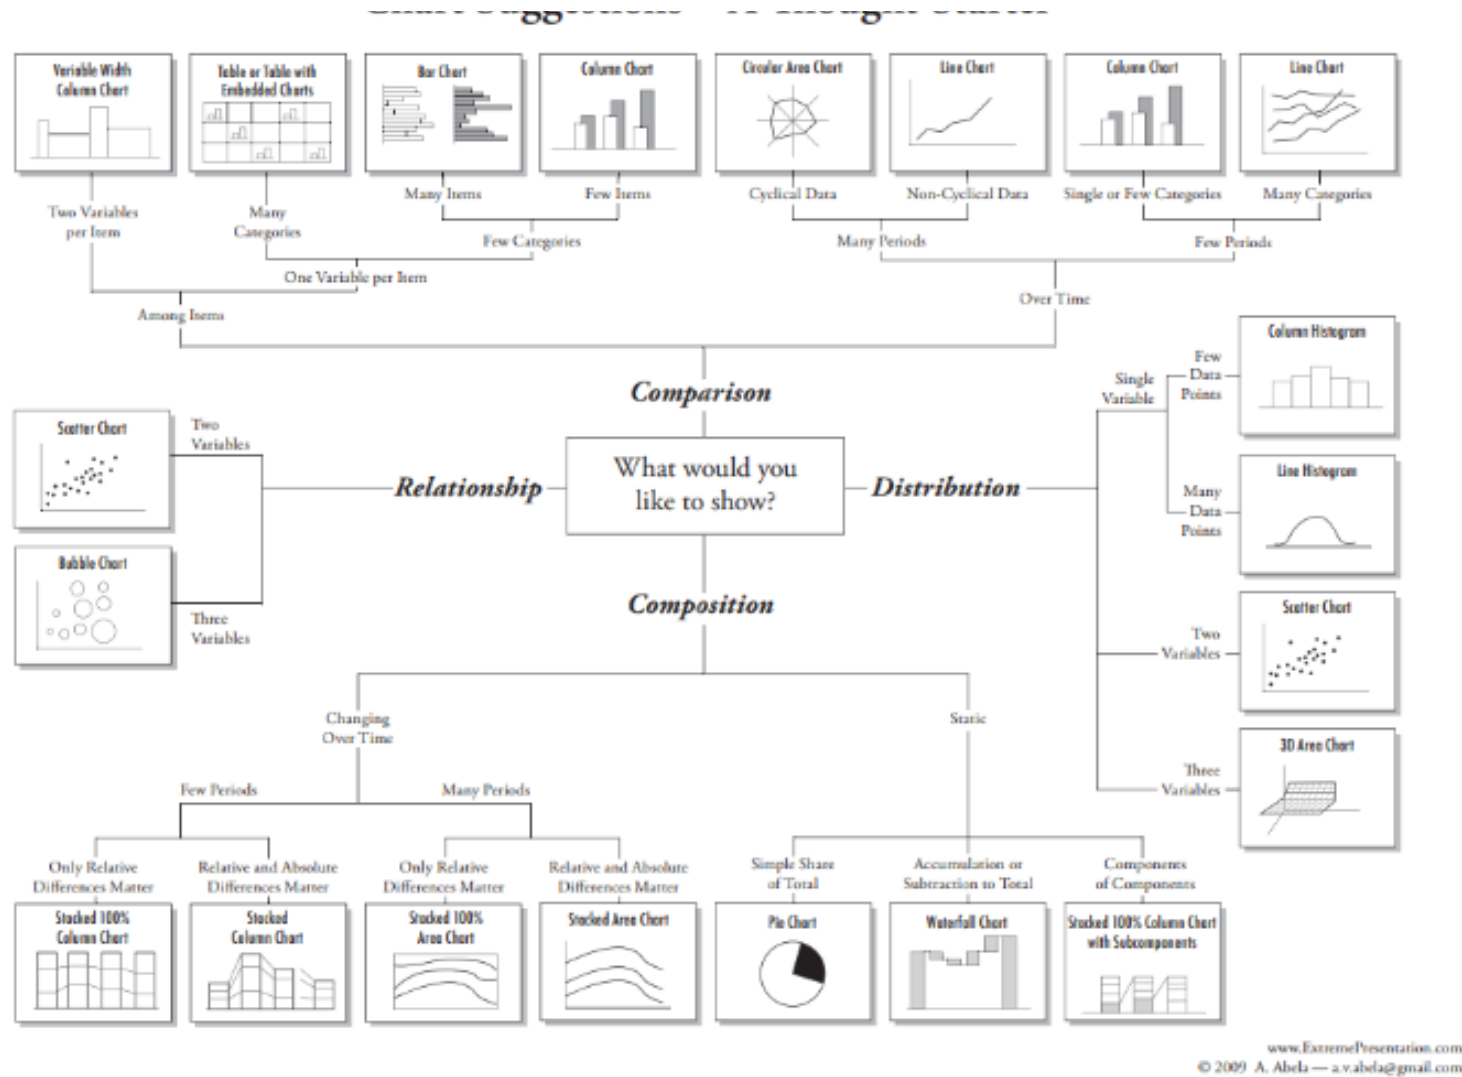 Chart Suggestions—A Thought-Starter
Variable Width
Column Chart
Table or Table with
Embedded Charts
Bar Chart
Column Chart
Circular Area Chart
Line Chart
Column Chart
Line Chart
Two Variables
per Item
Many
Categories
Many Items
Few Items
Cyclical Data
Non-Cyclical Data
Single or Few Categories
Many Categories
Few Categories
Many Periods
Few Periods
One Variable per Item
Among Items
Over Time
Comparison
What would you
like to show?
Relationship
Two
Variables
Scatter Chart
Three
Variables
Bubble Chart
Distribution
Single
Variable
Few
Data
Points
Column Histogram
Many
Data
Points
Line Histogram
Two
Variables
Scatter Chart
Three
Variables
3D Area Chart
Composition
Changing
Over Time
Static
Few Periods
Many Periods
Only Relative
Differences Matter
Relative and Absolute
Differences Matter
Only Relative
Differences Matter
Relative and Absolute
Differences Matter
Simple Share
of Total
Accumulation or
Subtraction to Total
Components
of Components
Stacked 100%
Column Chart
Stacked
Column Chart
Stacked 100%
Area Chart
Stacked Area Chart
Pie Chart
Waterfall Chart
Stacked 100% Column Chart
with Subcomponents
www.ExtremePresentation.com
© 2009 A. Abela — a.v.abela@gmail.com